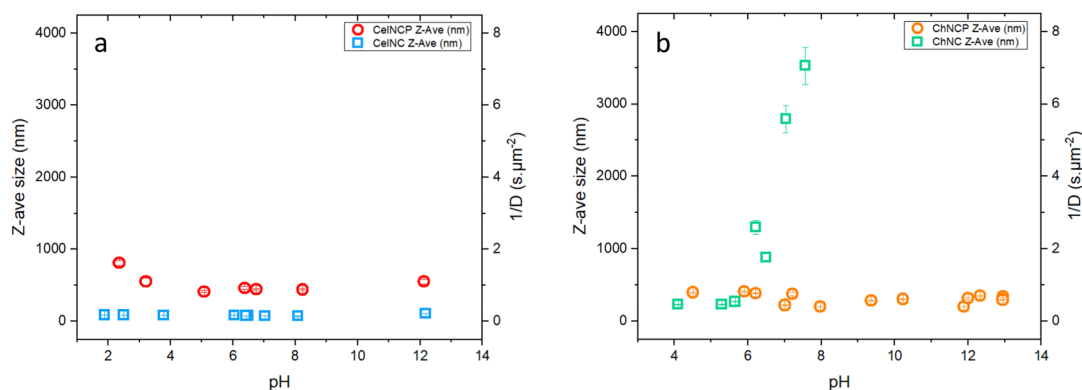 a
CelNCP Z-Ave (nm)
CelNC Z-Ave (nm)
4000
3000
2000
1000
0
Z-ave size (nm)
8
6
4
2
0
1/D (s.µm-2)
2 4 6 8 10 12 14
pH
b
ChNCP Z-Ave (nm)
ChNC Z-Ave (nm)
4000
3000
2000
1000
0
Z-ave size (nm)
8
6
4
2
0
1/D (s.µm-2)
4 6 8 10 12 14
pH